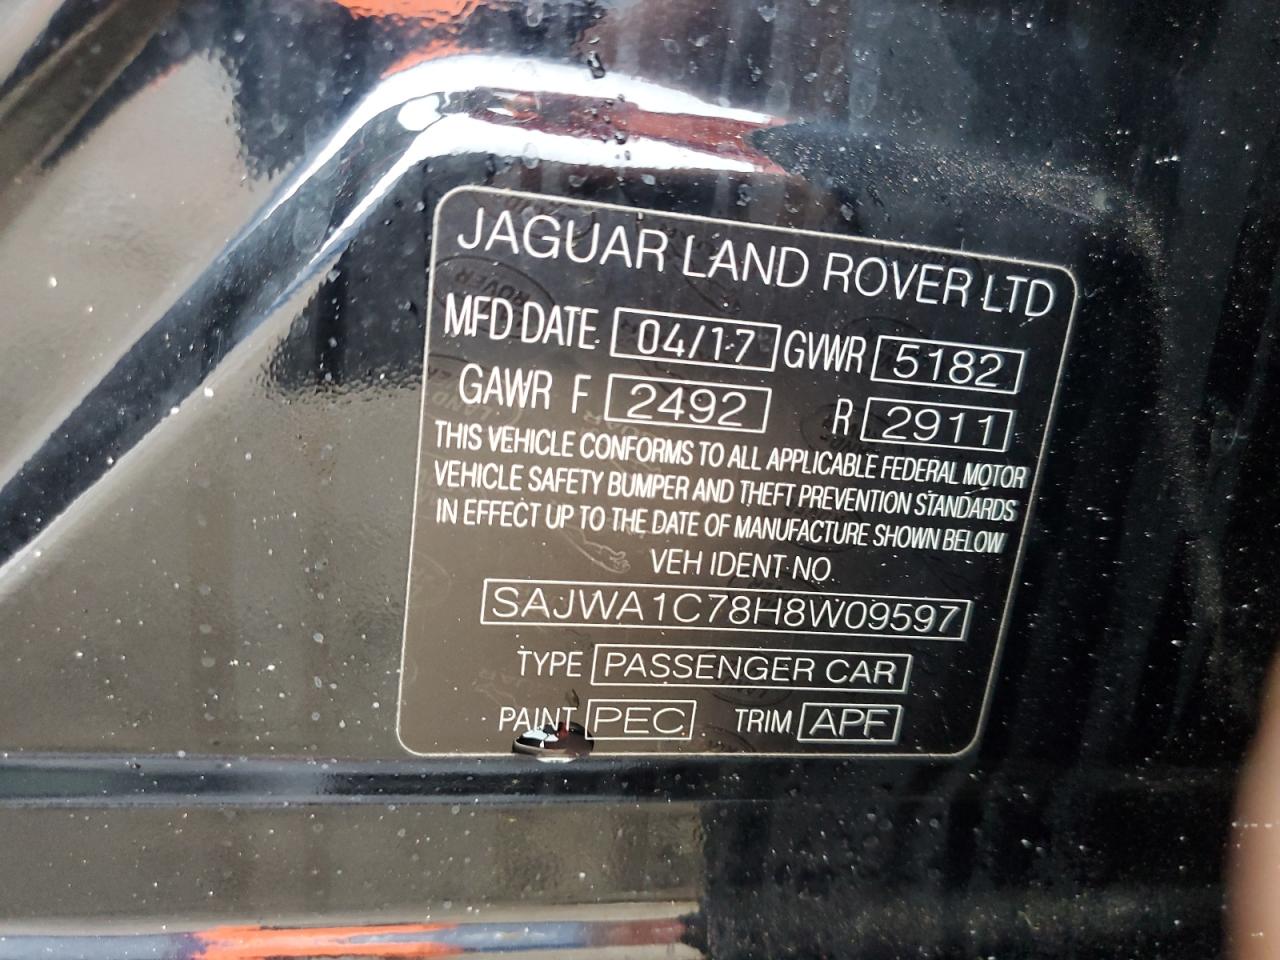 JAGUAR LAND ROVER LTD
MFD DATE 04/17 GVWR 5182
GAWR F 2492 R 2911
THIS VEHICLE CONFORMS TO ALL APPLICABLE FEDERAL MOTOR
VEHICLE SAFETY BUMPER AND THEFT PREVENTION STANDARDS
IN EFFECT UP TO THE DATE OF MANUFACTURE SHOWN BELOW
VEH IDENT NO
SAJWA1C78H8W09597
TYPE PASSENGER CAR
PAINT PEC TRIM APF